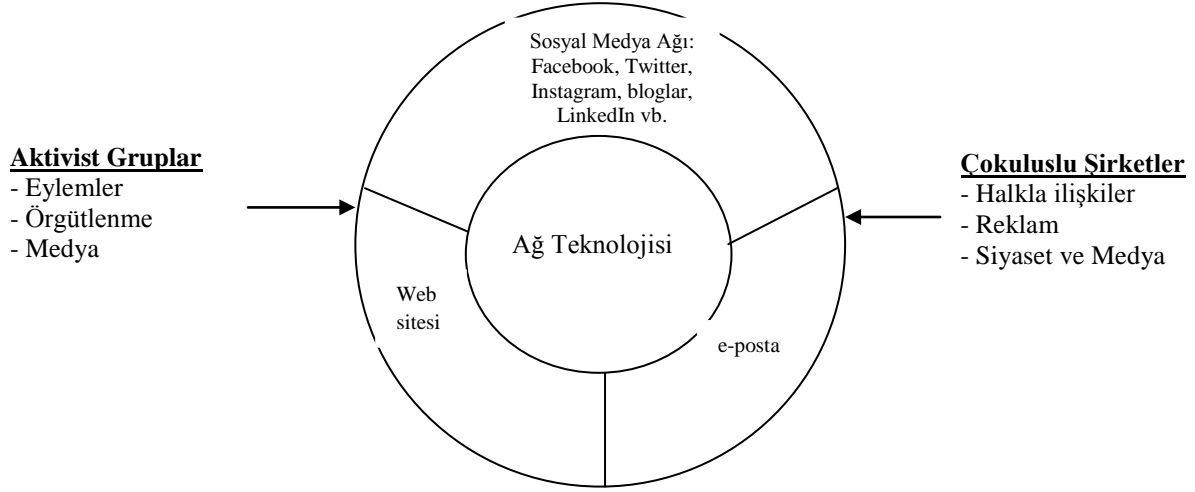 Sosyal Medya Ağı:
Facebook, Twitter,
Instagram, bloglar,
LinkedIn vb.
Aktivist Gruplar
- Eylemler
- Örgütlenme
- Medya
Ağ Teknolojisi
Çokuluslu Şirketler
- Halkla ilişkiler
- Reklam
- Siyaset ve Medya
Web
sitesi
e-posta